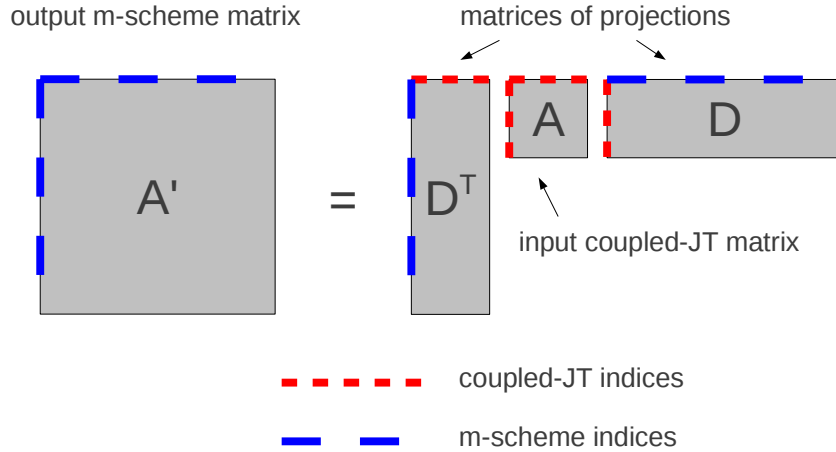 output m-scheme matrix
matrices of projections
A'
=
D^T
A
D
input coupled-JT matrix
coupled-JT indices
m-scheme indices